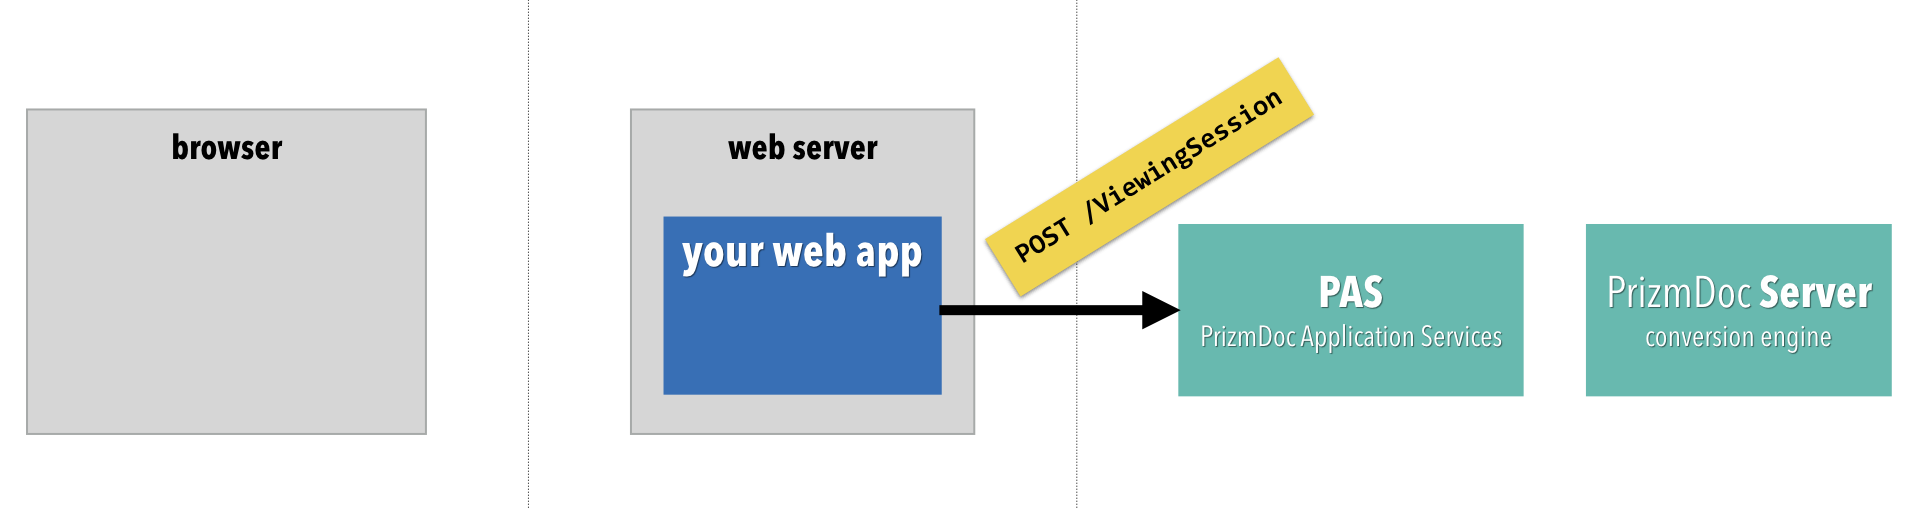 browser
web server
your web app
POST /ViewingSession
PAS
PrizmDoc Application Services
PrizmDoc Server
conversion engine